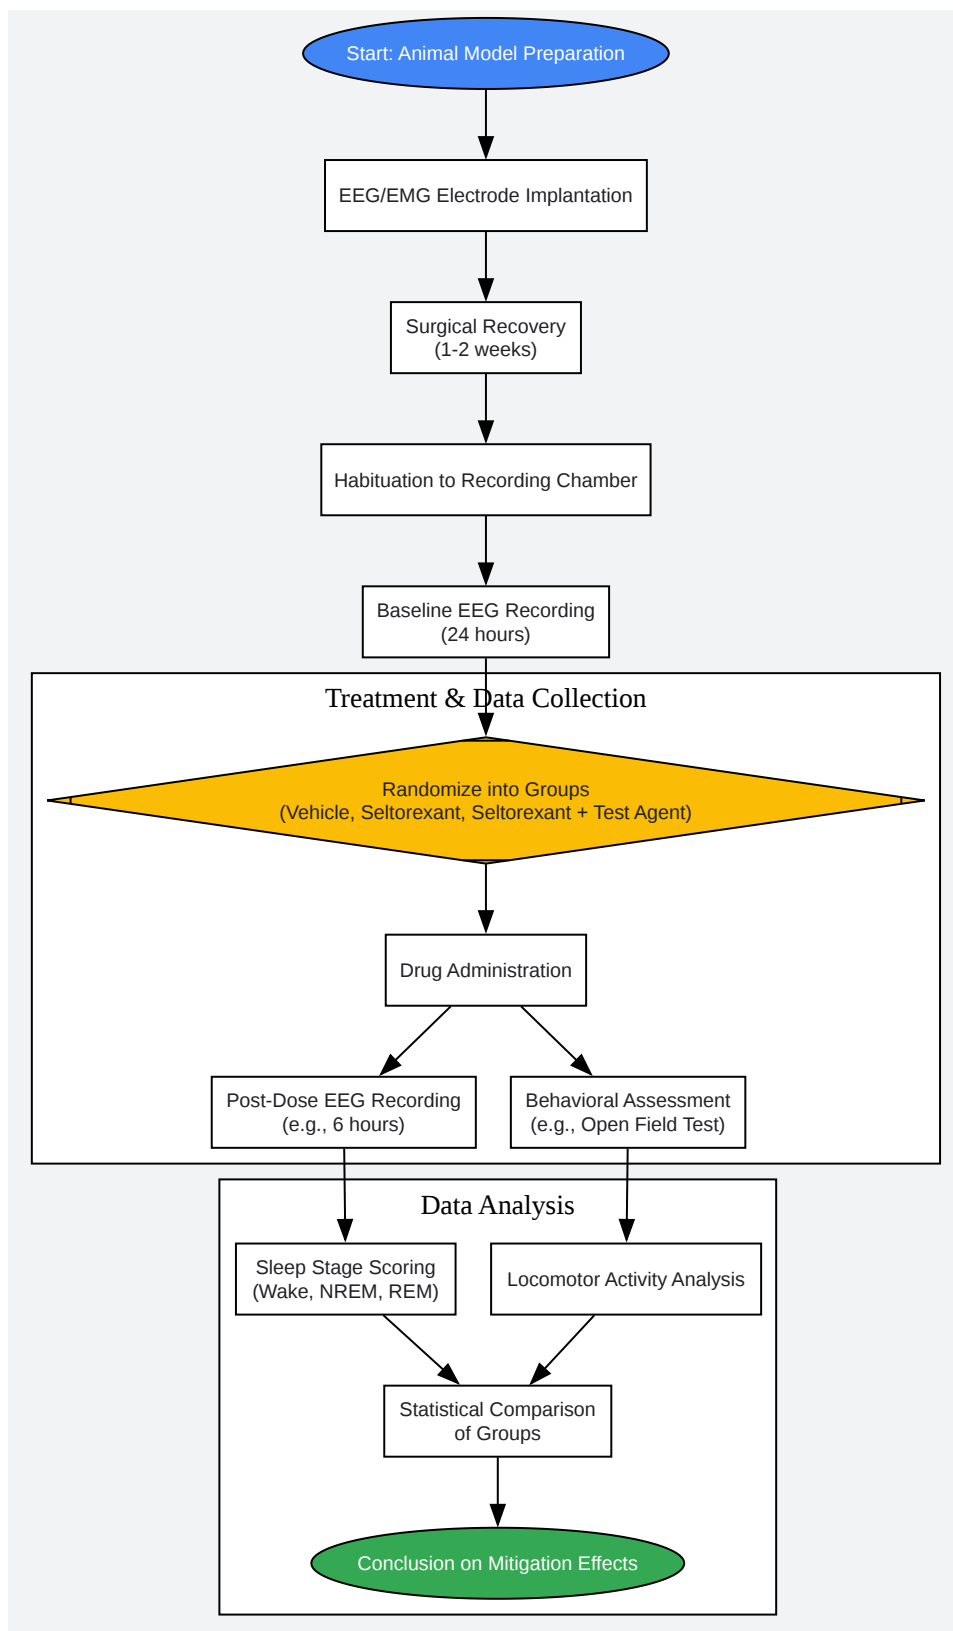 Start: Animal Model Preparation
EEG/EMG Electrode Implantation
Surgical Recovery
(1-2 weeks)
Habituation to Recording Chamber
Baseline EEG Recording
(24 hours)
Treatment & Data Collection
Randomize into Groups
(Vehicle, Seltorexant, Seltorexant + Test Agent)
Drug Administration
Post-Dose EEG Recording
(e.g., 6 hours)
Behavioral Assessment
(e.g., Open Field Test)
Data Analysis
Sleep Stage Scoring
(Wake, NREM, REM)
Locomotor Activity Analysis
Statistical Comparison
of Groups
Conclusion on Mitigation Effects